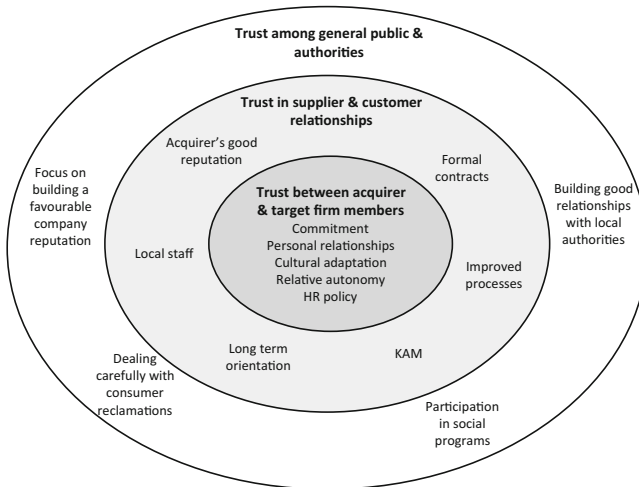 Trust among general public &
authorities
Trust in supplier & customer
relationships
Acquirer's good
reputation
Formal
contracts
Focus on
building a
favourable
company
reputation
Trust between acquirer
& target firm members
Commitment
Personal relationships
Cultural adaptation
Relative autonomy
HR policy
Building good
relationships
with local
authorities
Local staff
Improved
processes
Long term
orientation
KAM
Dealing
carefully with
consumer
reclamations
Participation
in social
programs